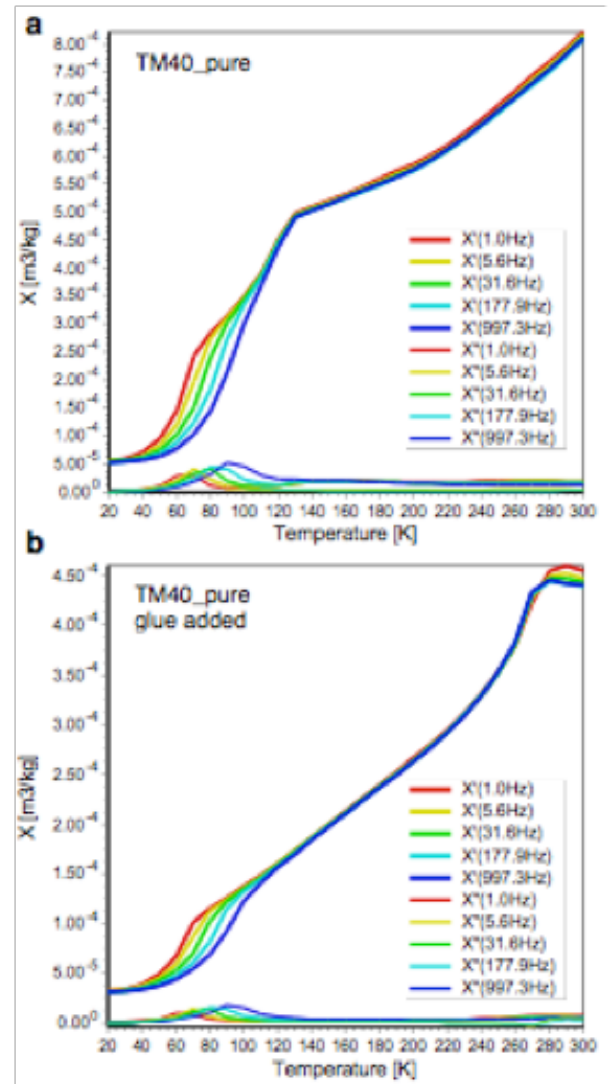 a
TM40_pure
8.00⁻⁴
7.50⁻⁴
7.00⁻⁴
6.50⁻⁴
6.00⁻⁴
5.50⁻⁴
5.00⁻⁴
4.50⁻⁴
4.00⁻⁴
3.50⁻⁴
3.00⁻⁴
2.50⁻⁴
2.00⁻⁴
1.50⁻⁴
1.00⁻⁴
5.00⁻⁵
0.00⁰
X [m3/kg]
X'(1.0Hz)
X'(5.6Hz)
X'(31.6Hz)
X'(177.9Hz)
X'(997.3Hz)
X"(1.0Hz)
X"(5.6Hz)
X"(31.6Hz)
X"(177.9Hz)
X"(997.3Hz)
20 40 60 80 100 120 140 160 180 200 220 240 260 280 300
Temperature [K]
b
TM40_pure
glue added
4.50⁻⁴
4.00⁻⁴
3.50⁻⁴
3.00⁻⁴
2.50⁻⁴
2.00⁻⁴
1.50⁻⁴
1.00⁻⁴
5.00⁻⁵
0.00⁰
X [m3/kg]
X'(1.0Hz)
X'(5.6Hz)
X'(31.6Hz)
X'(177.9Hz)
X'(997.3Hz)
X"(1.0Hz)
X"(5.6Hz)
X"(31.6Hz)
X"(177.9Hz)
X"(997.3Hz)
20 40 60 80 100 120 140 160 180 200 220 240 260 280 300
Temperature [K]